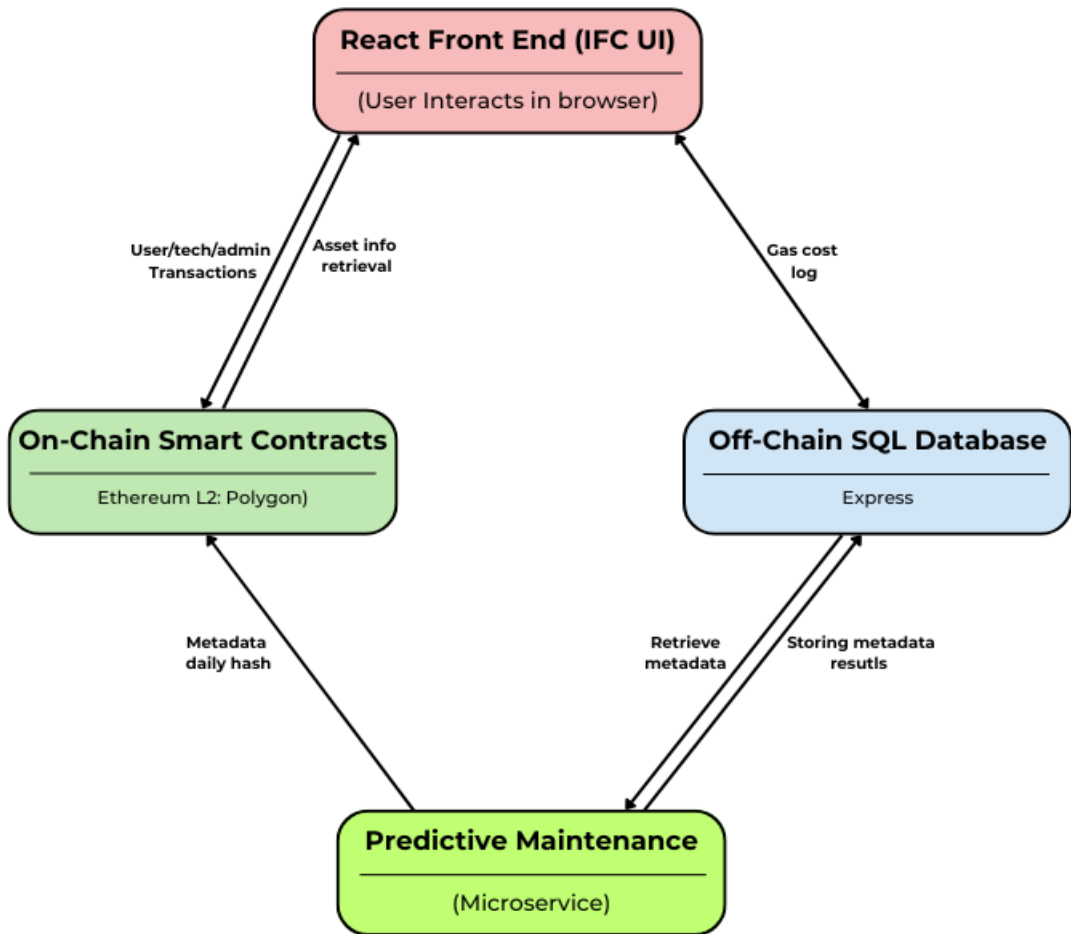 React Front End (IFC UI)
(User Interacts in browser)
User/tech/admin
Transactions
Asset info
retrieval
Gas cost
log
On-Chain Smart Contracts
Ethereum L2: Polygon)
Off-Chain SQL Database
Express
Metadata
daily hash
Retrieve
metadata
Storing metadata
resutls
Predictive Maintenance
(Microservice)